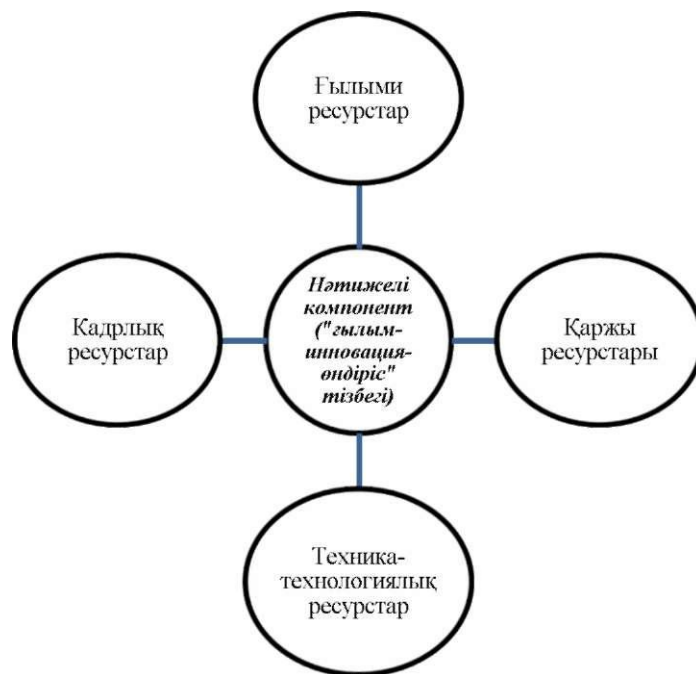 Ғылыми
ресурстар
Кадрлық
ресурстар
Нәтижелі
компонент
("ғылым-
инновация-
өндіріс"
тізбегі)
Қаржы
ресурстары
Техника-
технологиялық
ресурстар